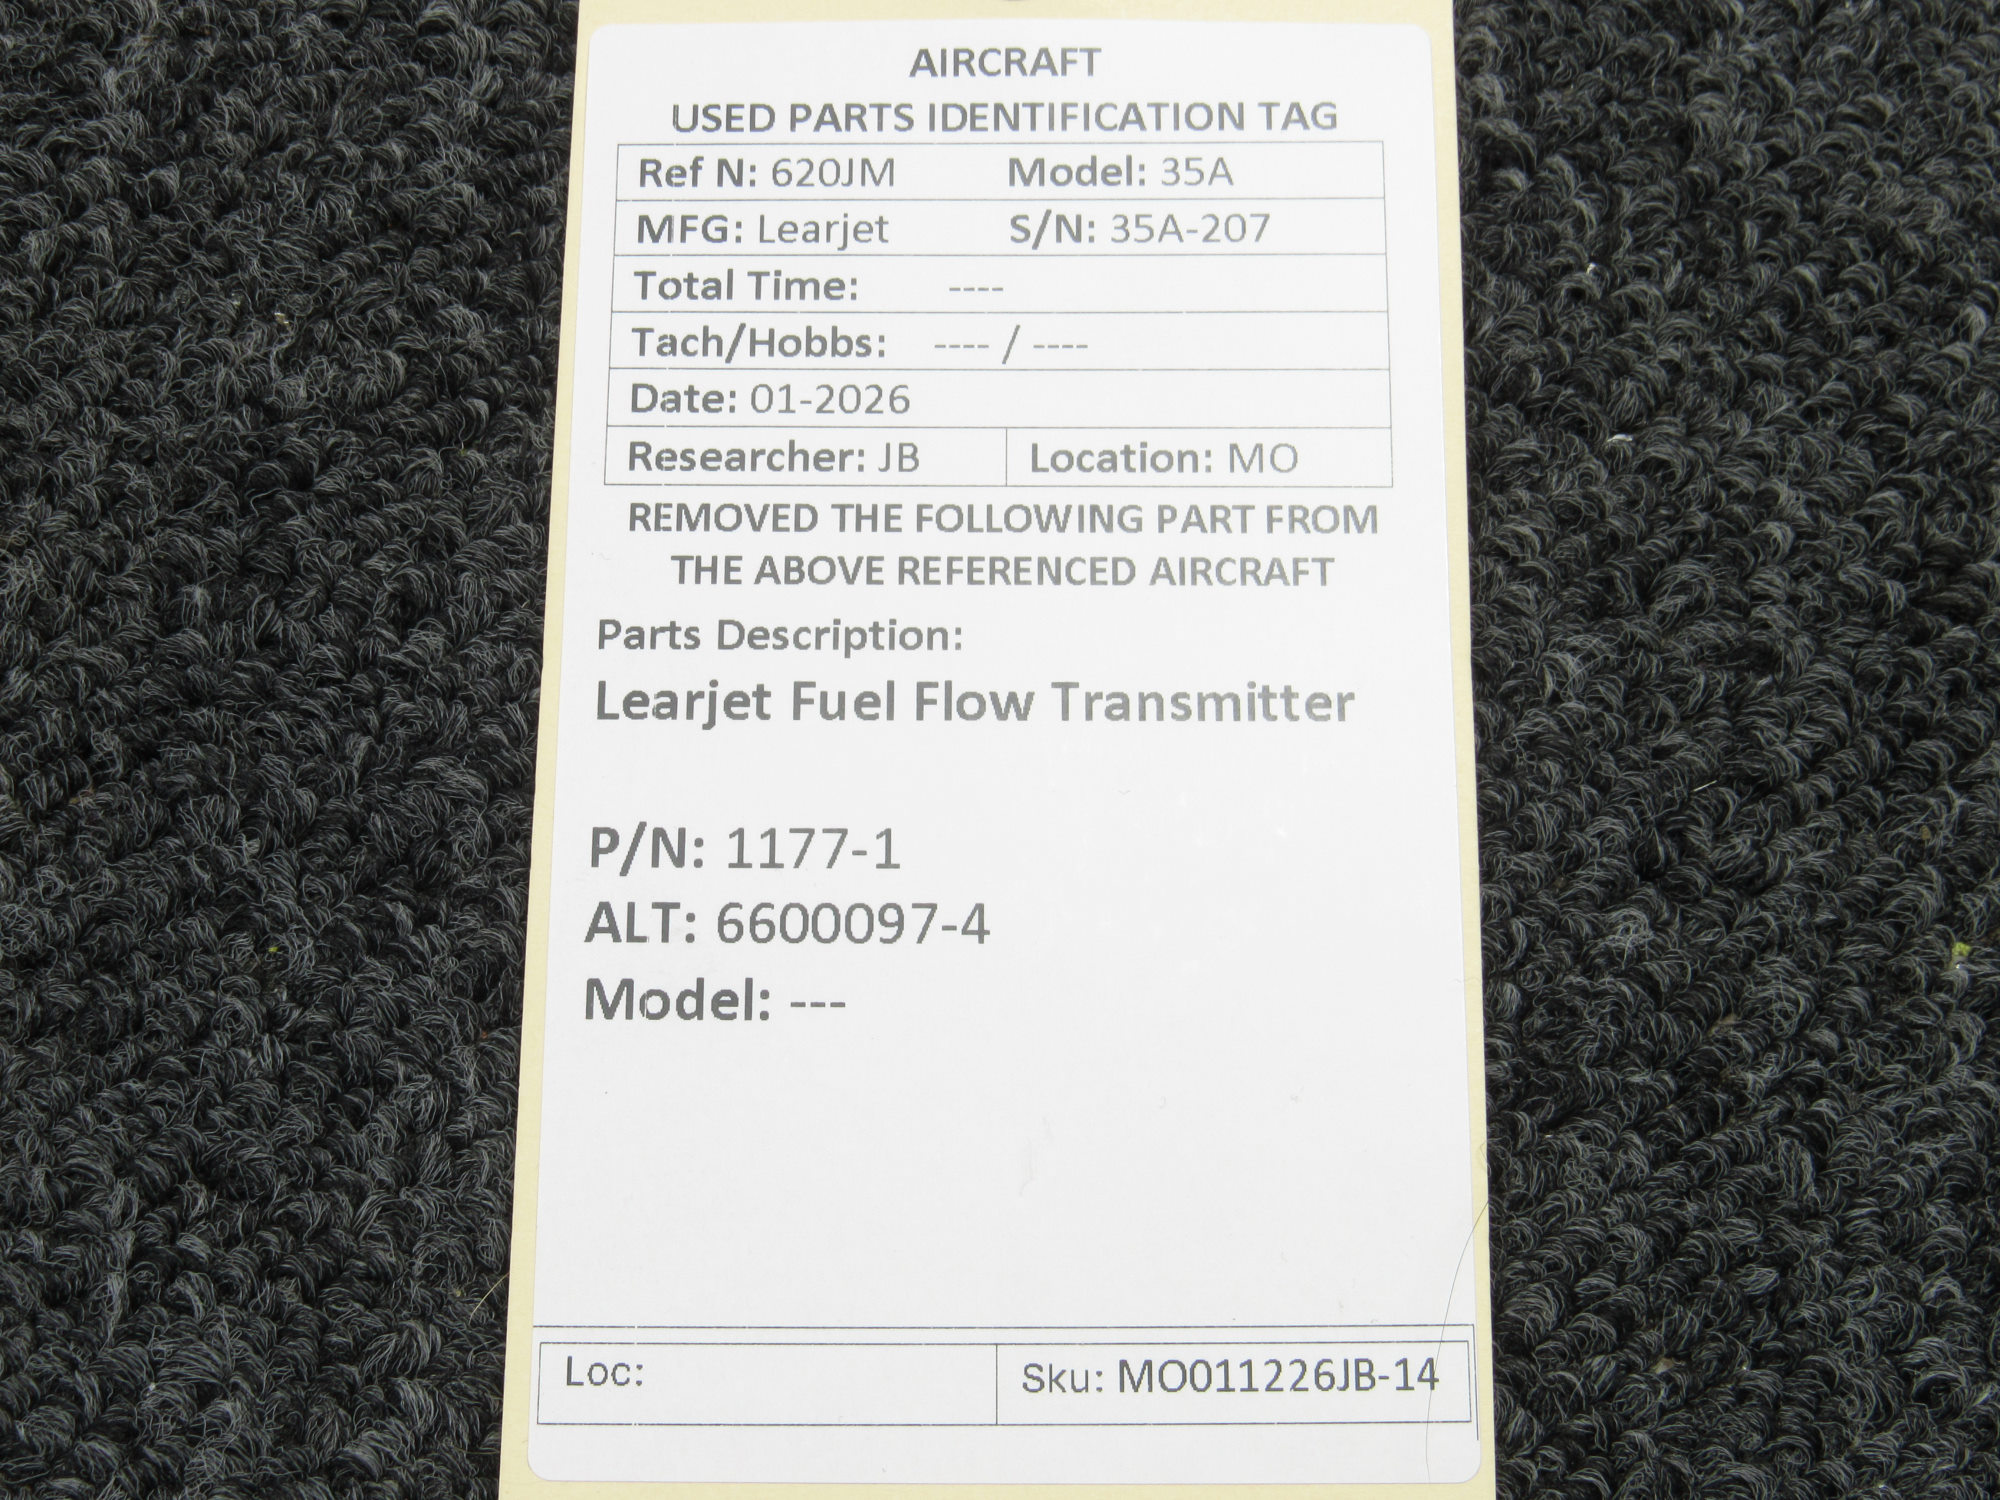 AIRCRAFT
USED PARTS IDENTIFICATION TAG
Ref N: 620JM Model: 35A
MFG: Learjet S/N: 35A-207
Total Time: ----
Tach/Hobbs: ---- / ----
Date: 01-2026
Researcher: JB Location: MO
REMOVED THE FOLLOWING PART FROM
THE ABOVE REFERENCED AIRCRAFT
Parts Description:
Learjet Fuel Flow Transmitter
P/N: 1177-1
ALT: 6600097-4
Model: ---
Loc: Sku: MO011226JB-14